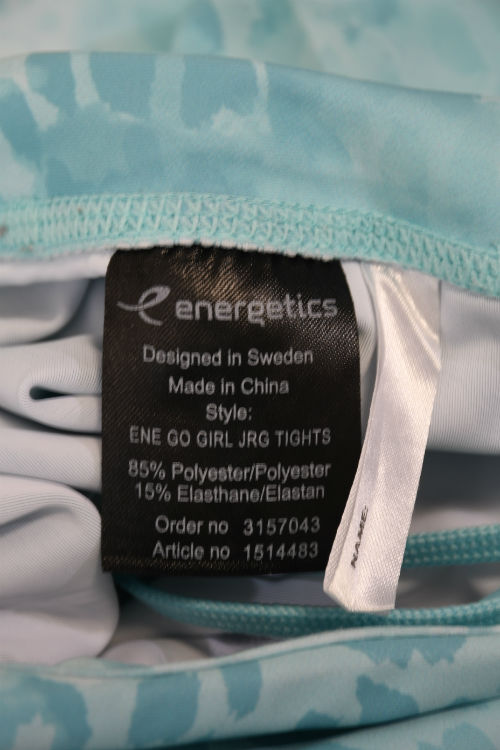 energetics
Designed in Sweden
Made in China
Style:
ENE GO GIRL JRG TIGHTS
85% Polyester/Polyester
15% Elasthane/Elastan
Order no 3157043
Article no 1514483
NAME: